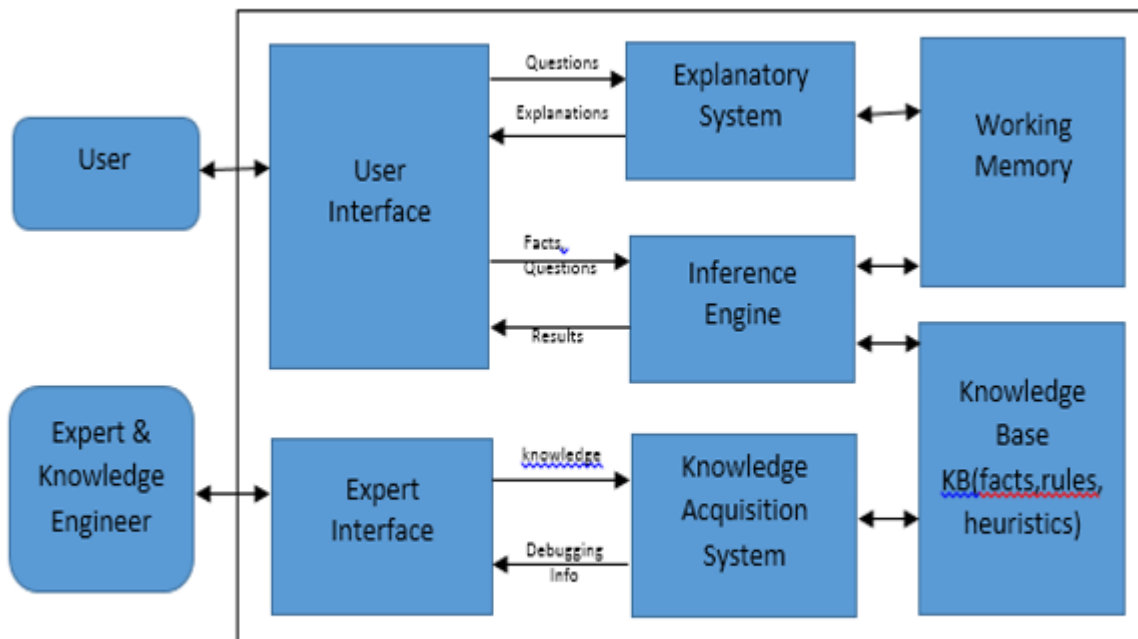 User
Expert &
Knowledge
Engineer
User
Interface
Questions
Explanations
Facts,
Questions
Results
Explanatory
System
Inference
Engine
Working
Memory
Expert
Interface
knowledge
Debugging
Info
Knowledge
Acquisition
System
Knowledge
Base
KB(facts,rules,
heuristics)